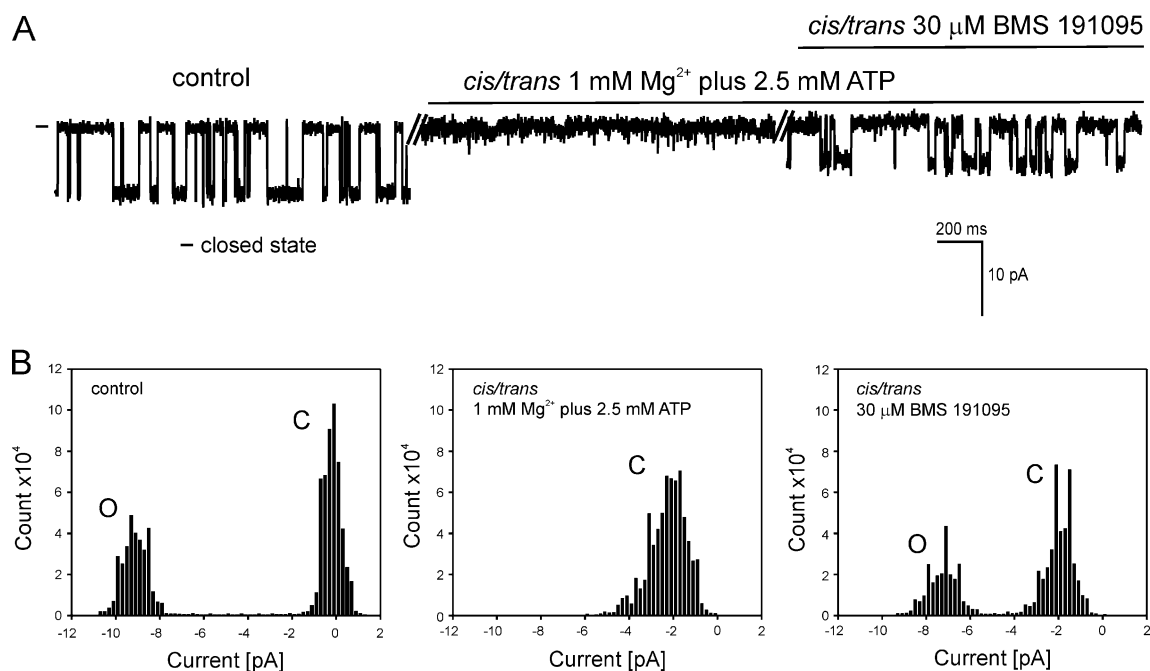 A
cis/trans 30 µM BMS 191095
control
cis/trans 1 mM Mg²⁺ plus 2.5 mM ATP
– closed state
200 ms
10 pA
B
control
C
O
Count x10⁴
12
10
8
6
4
2
0
-12 -10 -8 -6 -4 -2 0 2
Current [pA]
cis/trans
1 mM Mg²⁺ plus 2.5 mM ATP
C
Count x10⁴
12
10
8
6
4
2
0
-12 -10 -8 -6 -4 -2 0 2
Current [pA]
cis/trans
30 µM BMS 191095
C
O
Count x10⁴
12
10
8
6
4
2
0
-12 -10 -8 -6 -4 -2 0 2
Current [pA]